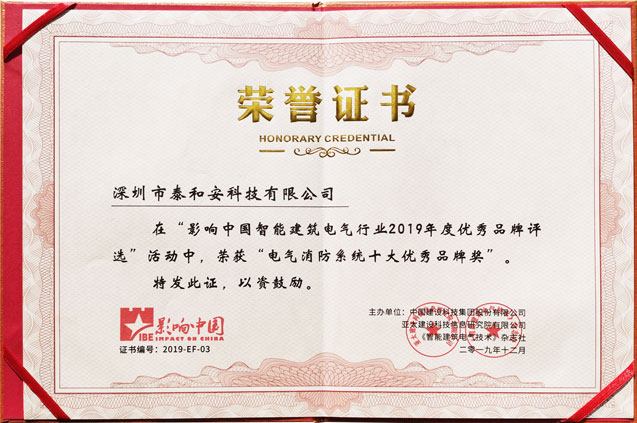 荣誉证书
HONORARY CREDENTIAL
深圳市泰和安科技有限公司
在“影响中国智能建筑电气行业2019年度优秀品牌评
选”活动中，荣获“电气消防系统十大优秀品牌奖”。
特发此证，以资鼓励。
IBE 影响中国
IMPACT ON CHINA
证书编号：2019-EF-03
主办单位：中国建设科技集团股份有限公司
亚太建设科技信息研究院有限公司
《智能建筑电气技术》杂志社
二〇一九年十二月